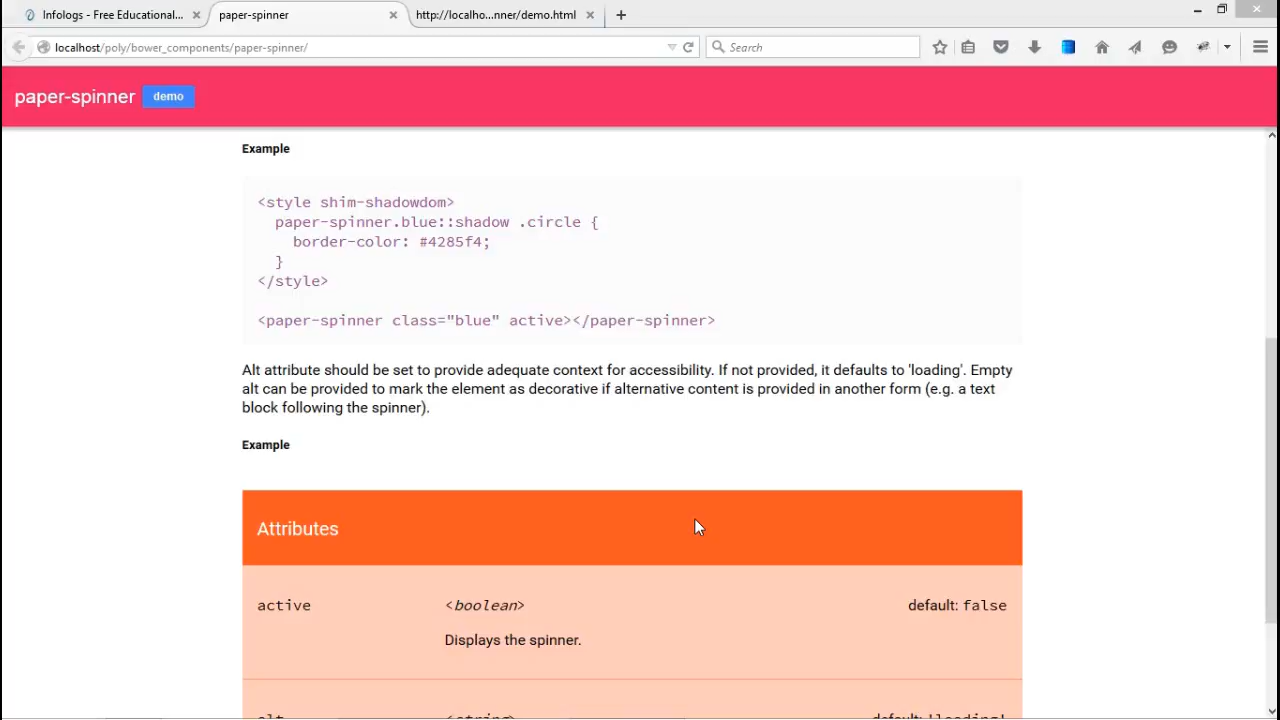 Infologs - Free Educational...
paper-spinner
http://localho...nner/demo.html
localhost/poly/bower_components/paper-spinner/
Search
paper-spinner
demo
Example
<style shim-shadowdom>
paper-spinner.blue::shadow .circle {
border-color: #4285f4;
}
</style>
<paper-spinner class="blue" active></paper-spinner>
Alt attribute should be set to provide adequate context for accessibility. If not provided, it defaults to 'loading'. Empty
alt can be provided to mark the element as decorative if alternative content is provided in another form (e.g. a text
block following the spinner).
Example
Attributes
active <boolean> default: false
Displays the spinner.
alt <string> default: 'loading'